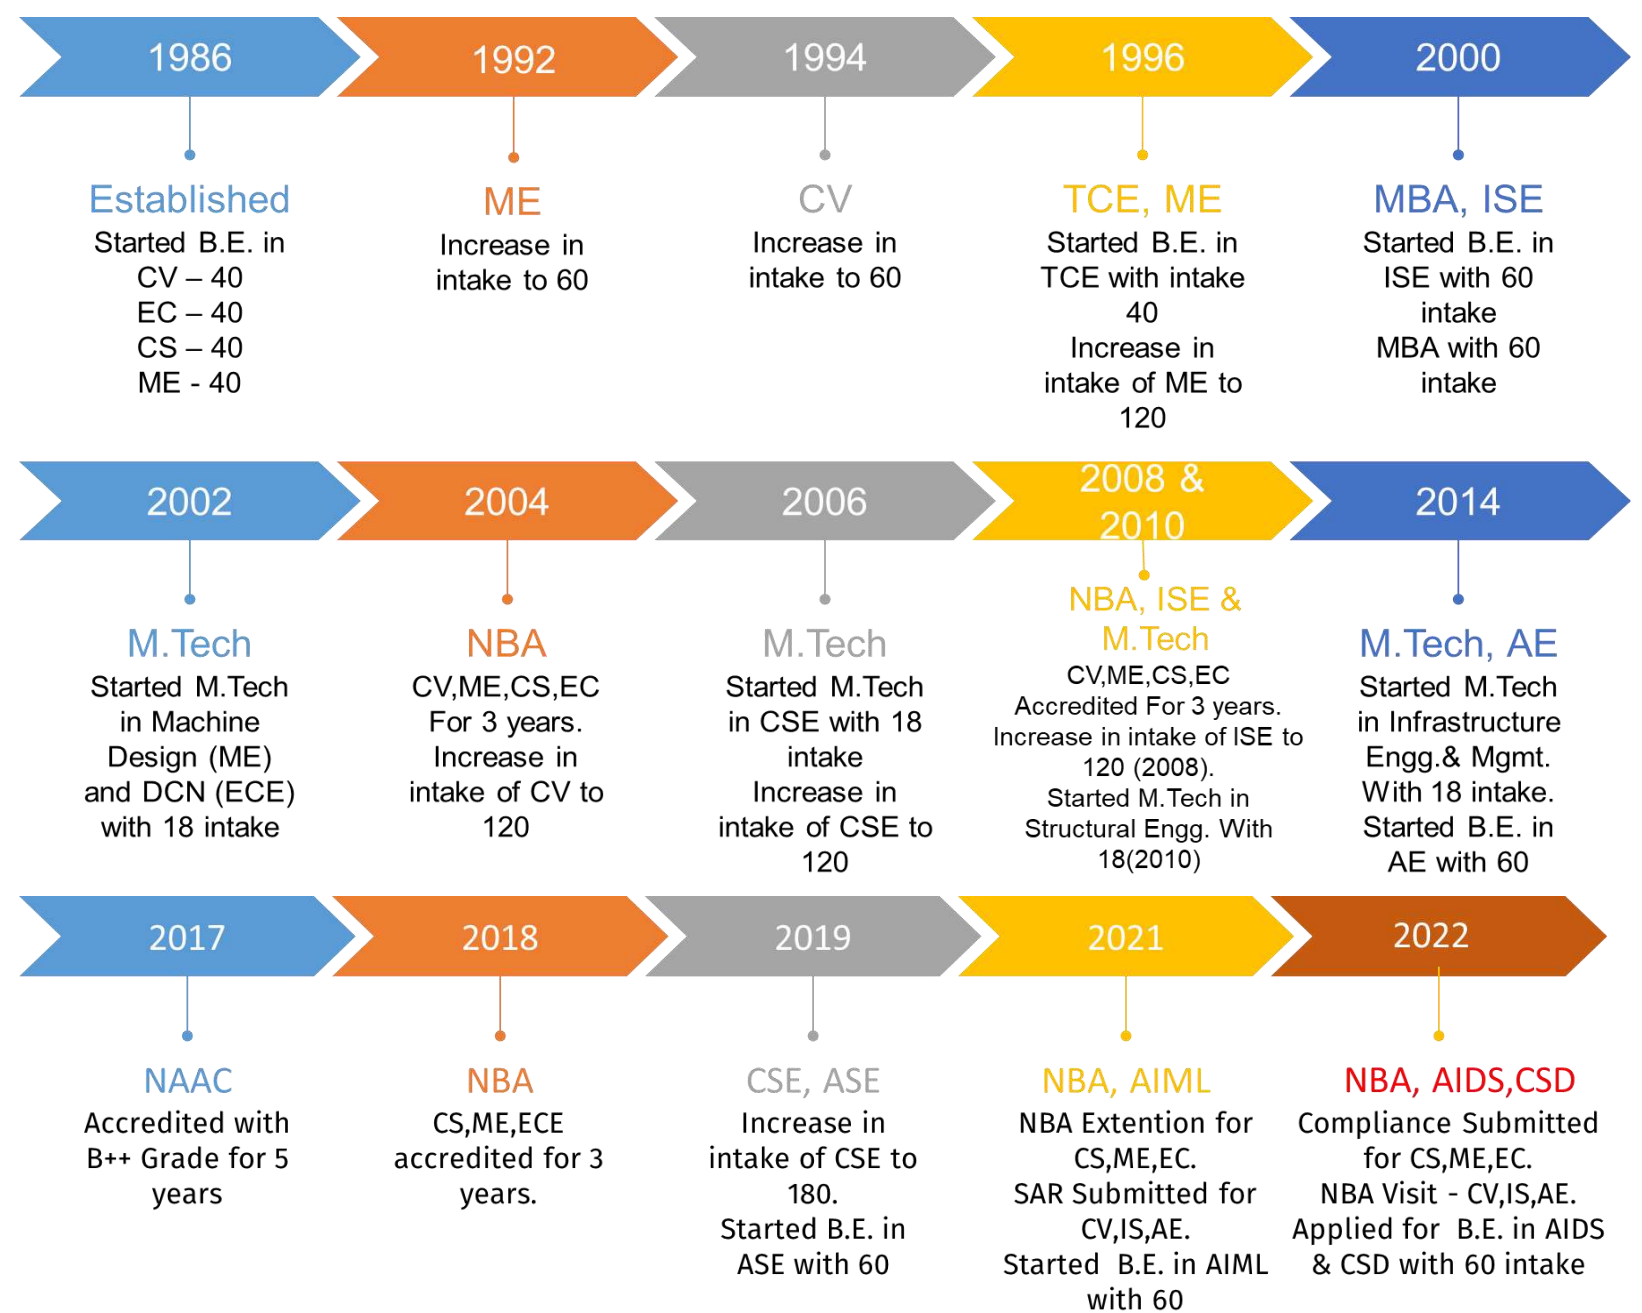 1986
Established
Started B.E. in
CV – 40
EC – 40
CS – 40
ME - 40
1992
ME
Increase in
intake to 60
1994
CV
Increase in
intake to 60
1996
TCE, ME
Started B.E. in
TCE with intake
40
Increase in
intake of ME to
120
2000
MBA, ISE
Started B.E. in
ISE with 60
intake
MBA with 60
intake
2002
M.Tech
Started M.Tech
in Machine
Design (ME)
and DCN (ECE)
with 18 intake
2004
NBA
CV,ME,CS,EC
For 3 years.
Increase in
intake of CV to
120
2006
M.Tech
Started M.Tech
in CSE with 18
intake
Increase in
intake of CSE to
120
2008 &
2010
NBA, ISE &
M.Tech
CV,ME,CS,EC
Accredited For 3 years.
Increase in intake of ISE to
120 (2008).
Started M.Tech in
Structural Engg. With
18(2010)
2014
M.Tech, AE
Started M.Tech
in Infrastructure
Engg.& Mgmt.
With 18 intake.
Started B.E. in
AE with 60
2017
NAAC
Accredited with
B++ Grade for 5
years
2018
NBA
CS,ME,ECE
accredited for 3
years.
2019
CSE, ASE
Increase in
intake of CSE to
180.
Started B.E. in
ASE with 60
2021
NBA, AIML
NBA Extention for
CS,ME,EC.
SAR Submitted for
CV,IS,AE.
Started B.E. in AIML
with 60
2022
NBA, AIDS,CSD
Compliance Submitted
for CS,ME,EC.
NBA Visit - CV,IS,AE.
Applied for B.E. in AIDS
& CSD with 60 intake